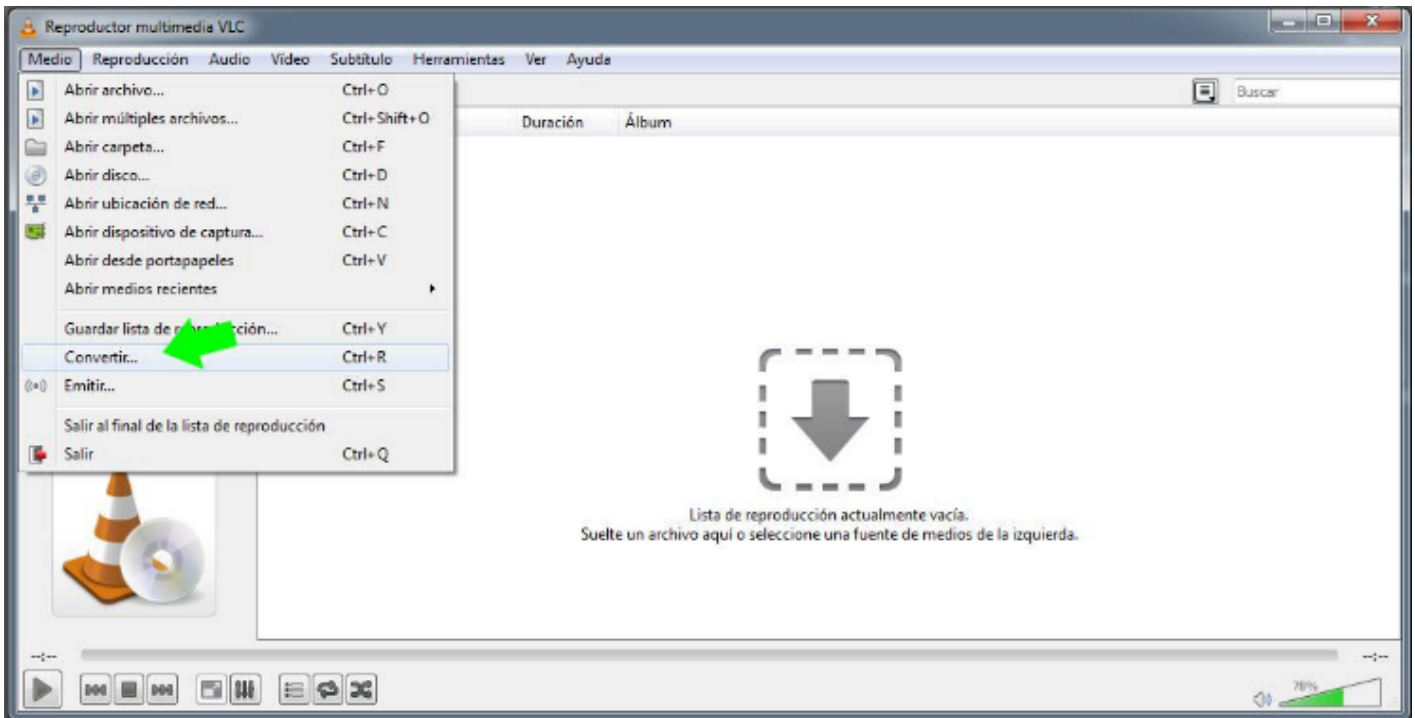 Reproductor multimedia VLC
Medio Reproducción Audio Vídeo Subtítulo Herramientas Ver Ayuda
Abrir archivo... Ctrl+O
Buscar
Abrir múltiples archivos... Ctrl+Shift+O
Duración Álbum
Abrir carpeta... Ctrl+F
Abrir disco... Ctrl+D
Abrir ubicación de red... Ctrl+N
Abrir dispositivo de captura... Ctrl+C
Abrir desde portapapeles Ctrl+V
Abrir medios recientes
Guardar lista de reproducción... Ctrl+Y
Convertir... Ctrl+R
Emitir... Ctrl+S
Salir al final de la lista de reproducción
Salir Ctrl+Q
Lista de reproducción actualmente vacía.
Suelte un archivo aquí o seleccione una fuente de medios de la izquierda.
--:-- --:--
78%